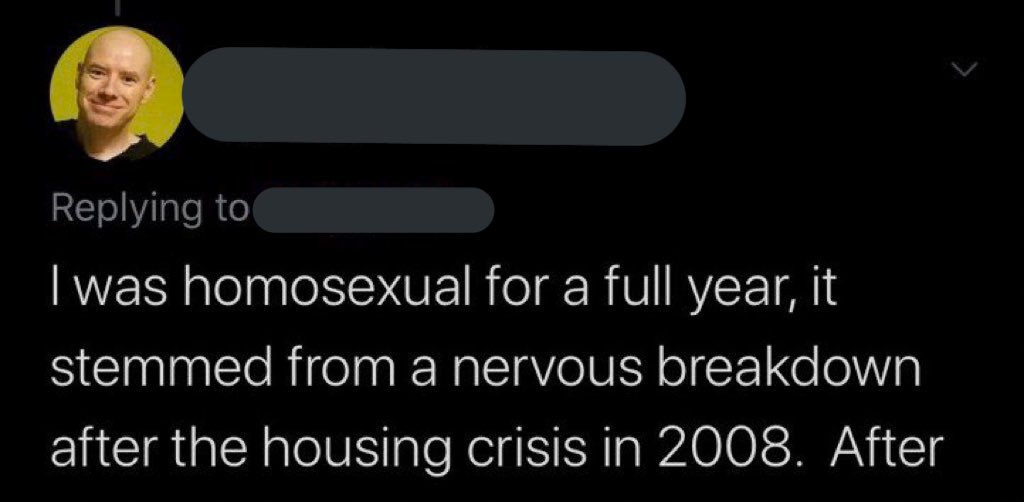 Replying to
I was homosexual for a full year, it
stemmed from a nervous breakdown
after the housing crisis in 2008.  After